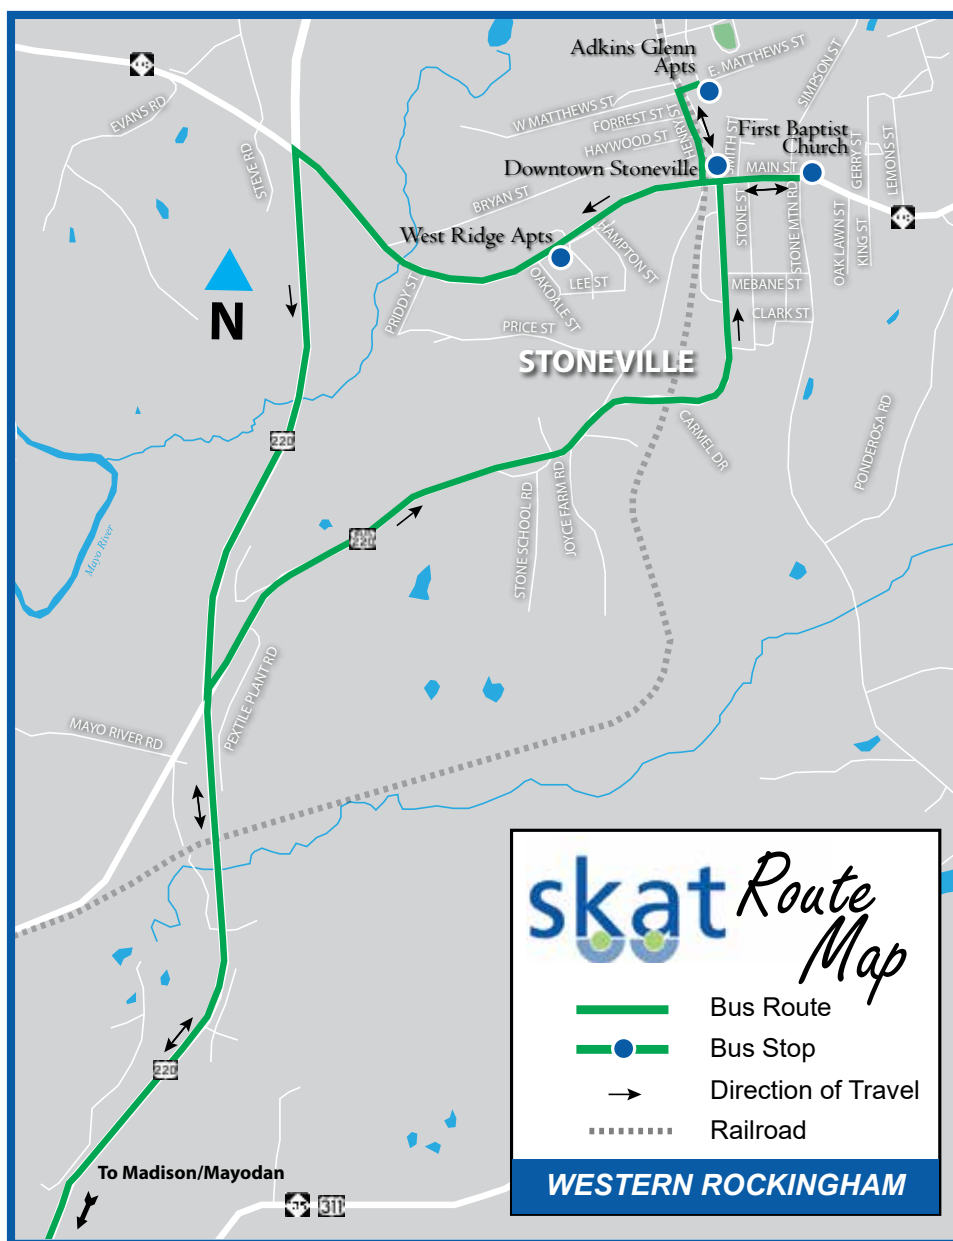 Adkins Glenn
Apts
E. MATTHEWS ST
SIMPSON ST
EVANS RD
W MATTHEWS ST
FORREST ST
HENRY ST
HAYWOOD ST
SMITH ST
First Baptist
Church
GERRY ST
LEMONS ST
STEVE RD
Downtown Stoneville
MAIN ST
BRYAN ST
STONE ST
STONE MTN RD
OAK LAWN ST
KING ST
West Ridge Apts
HAMPTON ST
OAKDALE ST
LEE ST
MEBANE ST
PRIDDY ST
CLARK ST
N
PRICE ST
STONEVILLE
CARMEL DR
PONDEROSA RD
220
STONE SCHOOL RD
JOYCE FARM RD
Mayo River
PEXTILE PLANT RD
MAYO RIVER RD
skat Route
Map
Bus Route
Bus Stop
220
Direction of Travel
Railroad
To Madison/Mayodan
WESTERN ROCKINGHAM
311